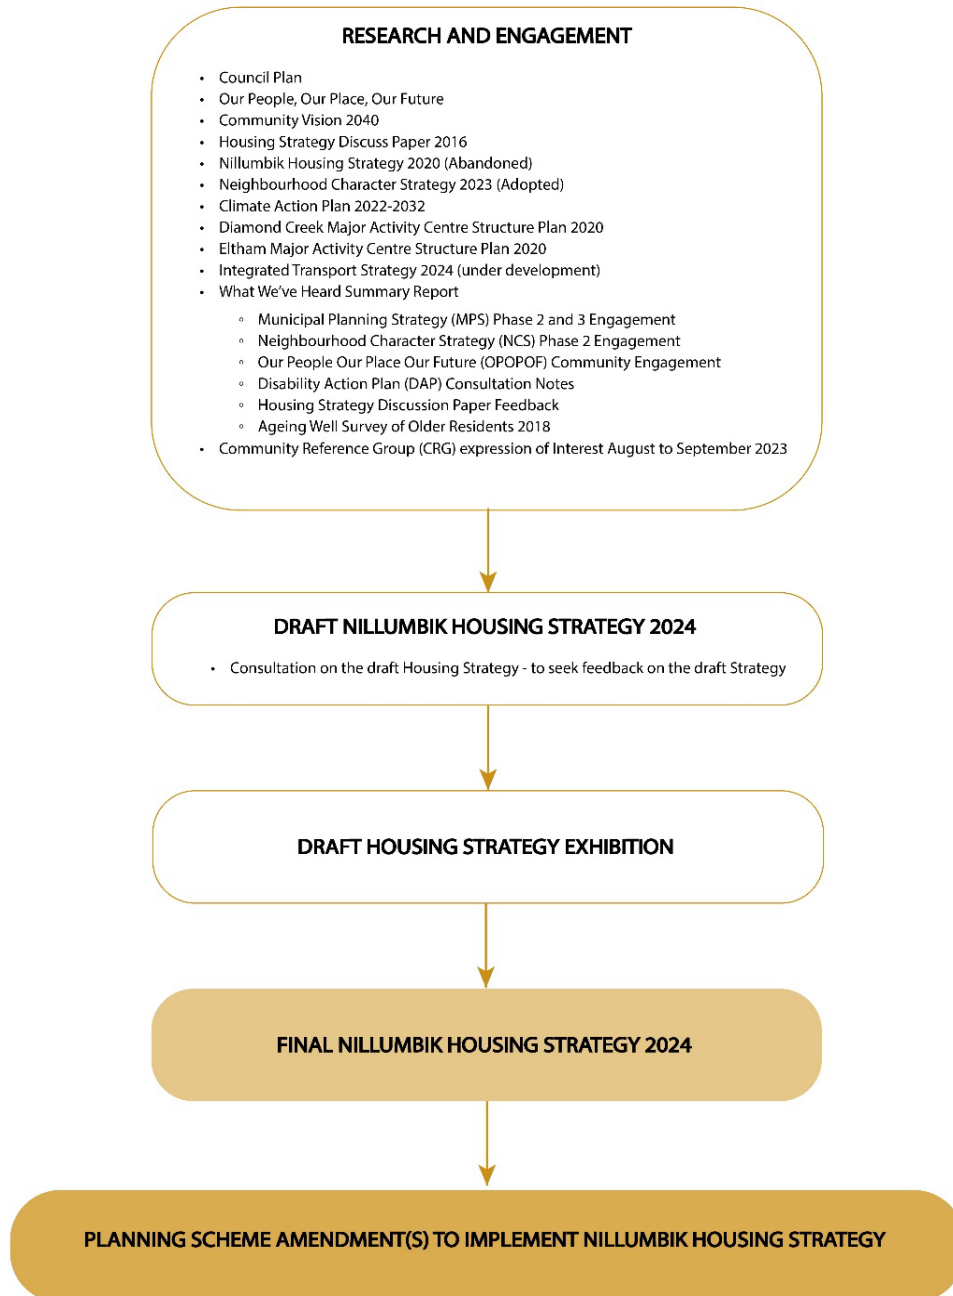 RESEARCH AND ENGAGEMENT
• Council Plan
• Our People, Our Place, Our Future
• Community Vision 2040
• Housing Strategy Discuss Paper 2016
• Nillumbik Housing Strategy 2020 (Abandoned)
• Neighbourhood Character Strategy 2023 (Adopted)
• Climate Action Plan 2022-2032
• Diamond Creek Major Activity Centre Structure Plan 2020
• Eltham Major Activity Centre Structure Plan 2020
• Integrated Transport Strategy 2024 (under development)
• What We've Heard Summary Report
◦ Municipal Planning Strategy (MPS) Phase 2 and 3 Engagement
◦ Neighbourhood Character Strategy (NCS) Phase 2 Engagement
◦ Our People Our Place Our Future (OPOPOF) Community Engagement
◦ Disability Action Plan (DAP) Consultation Notes
◦ Housing Strategy Discussion Paper Feedback
◦ Ageing Well Survey of Older Residents 2018
• Community Reference Group (CRG) expression of Interest August to September 2023
DRAFT NILLUMBIK HOUSING STRATEGY 2024
• Consultation on the draft Housing Strategy - to seek feedback on the draft Strategy
DRAFT HOUSING STRATEGY EXHIBITION
FINAL NILLUMBIK HOUSING STRATEGY 2024
PLANNING SCHEME AMENDMENT(S) TO IMPLEMENT NILLUMBIK HOUSING STRATEGY